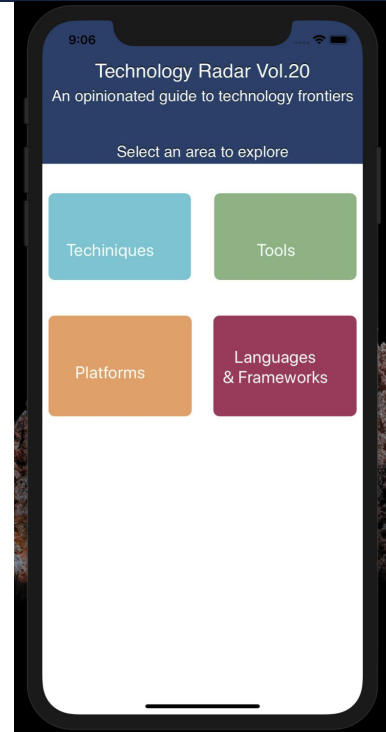 9:06
Technology Radar Vol.20
An opinionated guide to technology frontiers
Select an area to explore
Techiniques
Tools
Platforms
Languages
& Frameworks